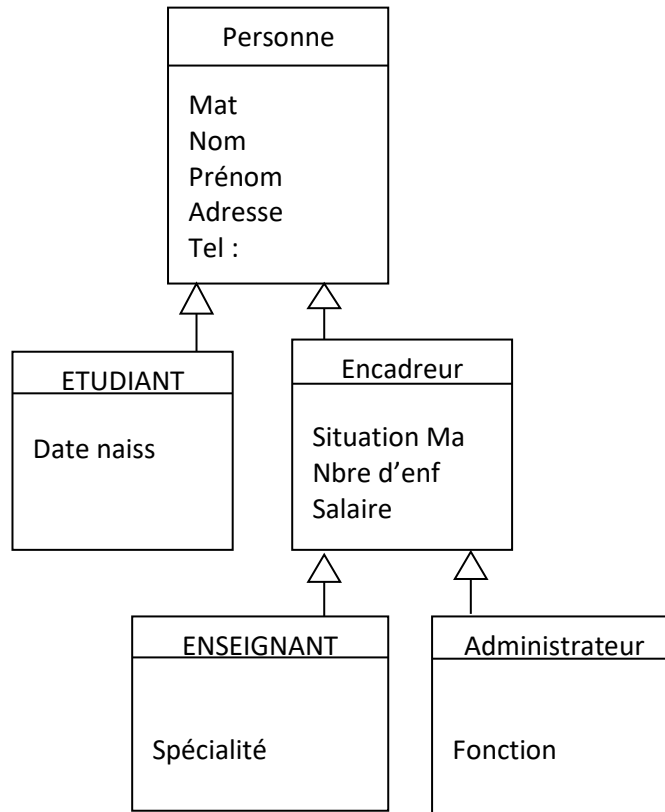 Personne
Mat
Nom
Prénom
Adresse
Tel :
ETUDIANT
Date naiss
Encadreur
Situation Ma
Nbre d’enf
Salaire
ENSEIGNANT
Spécialité
Administrateur
Fonction